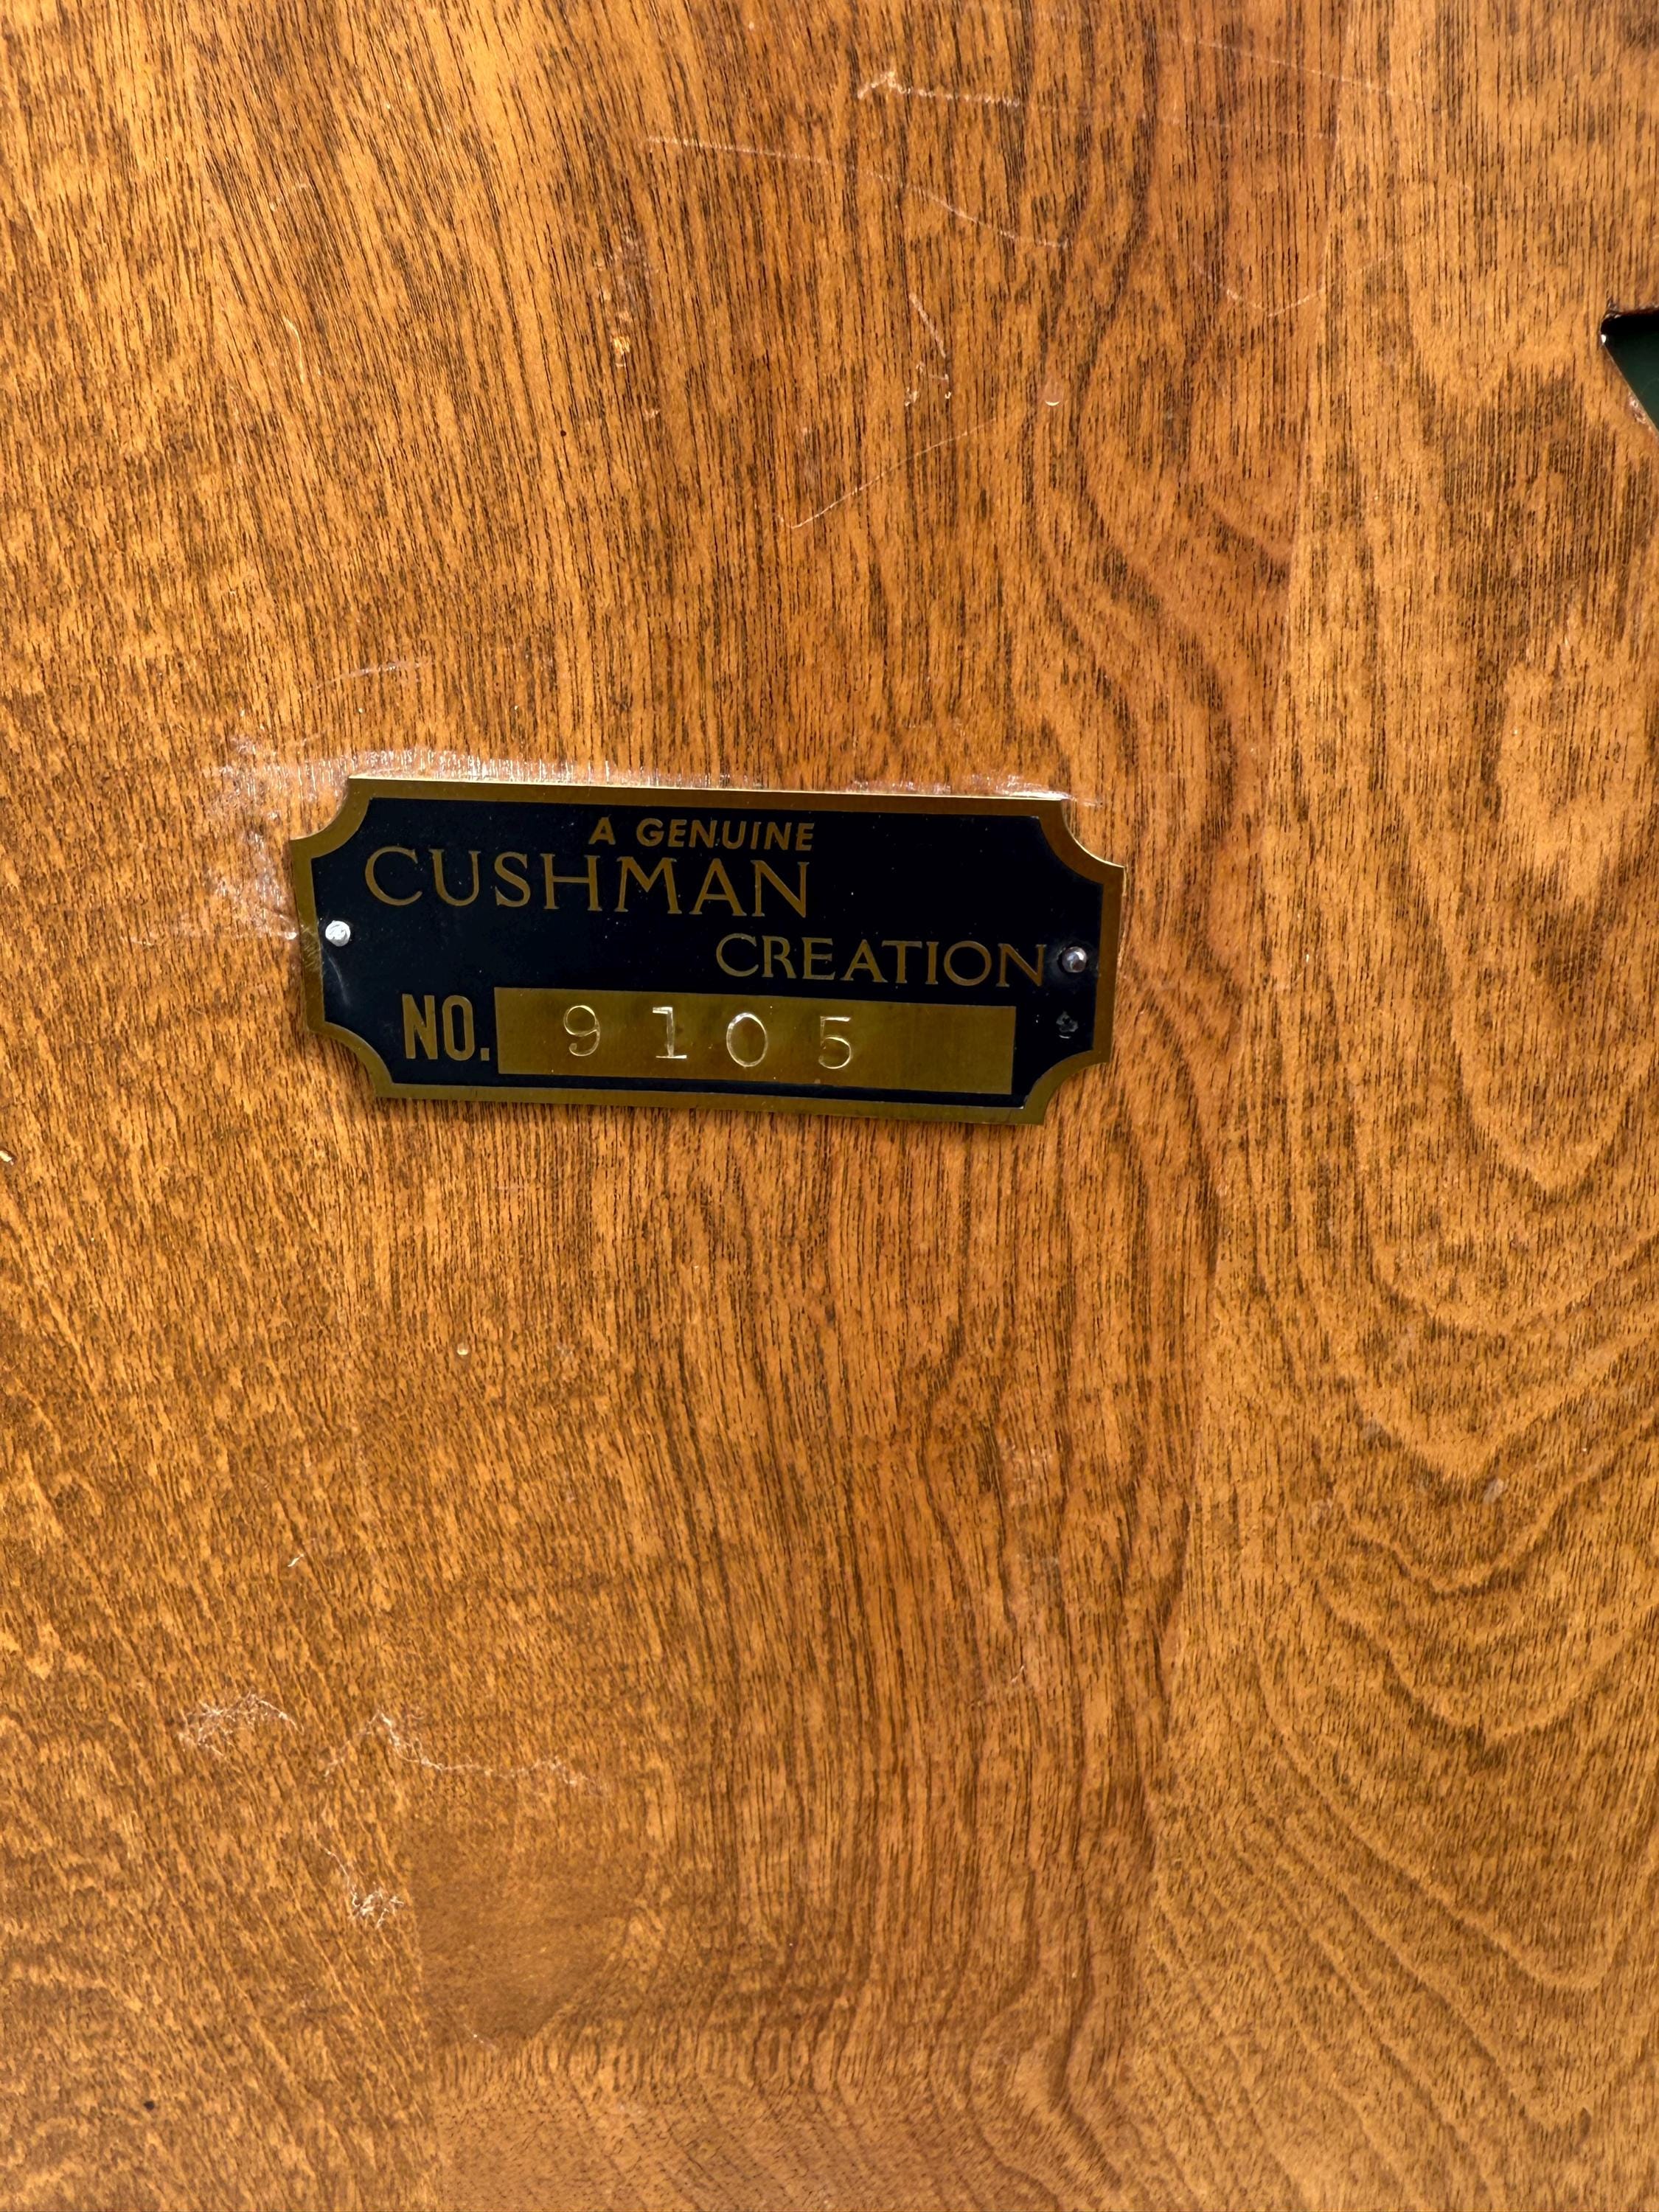 A GENUINE
CUSHMAN
CREATION
NO. 9105